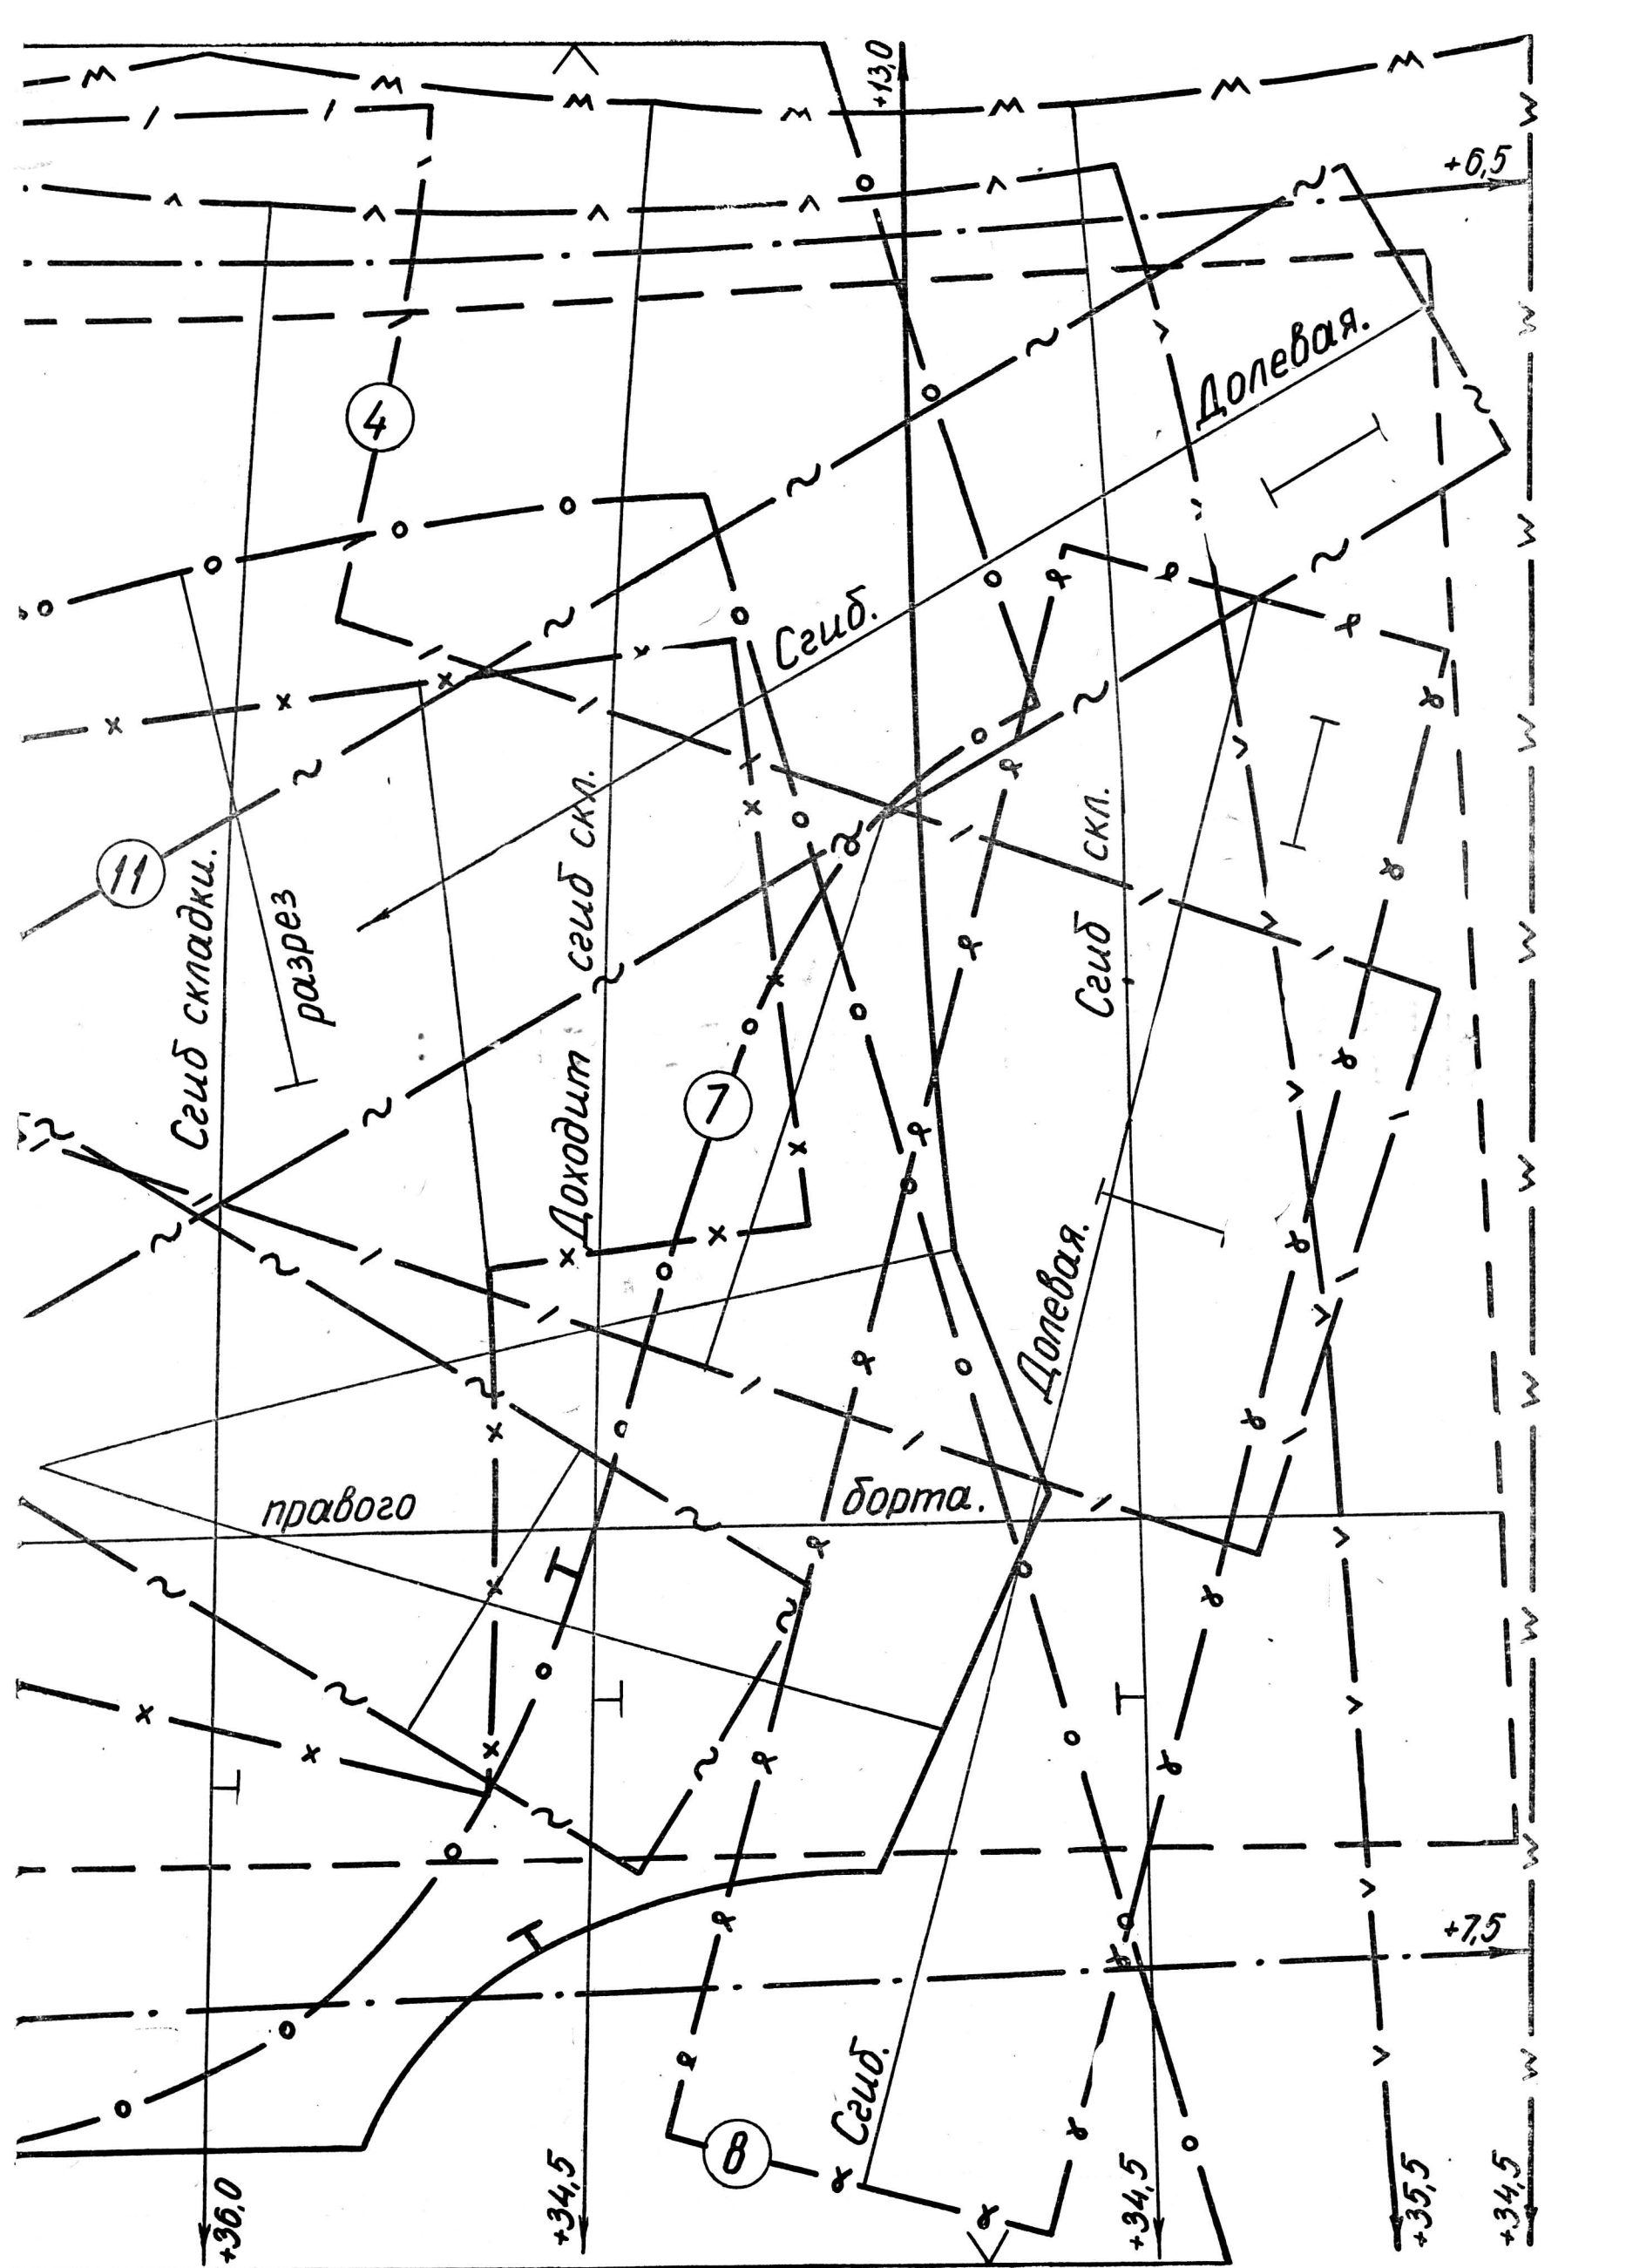 +13,0
+6,5
4
Долевая.
Сгиб.
11
Сгиб складки.
разрез
Доходит сгиб скл.
Сгиб скл.
7
Долевая.
правого борта.
+7,5
8
Сгиб.
+36,0
+34,5
+34,5
+35,5
+34,5